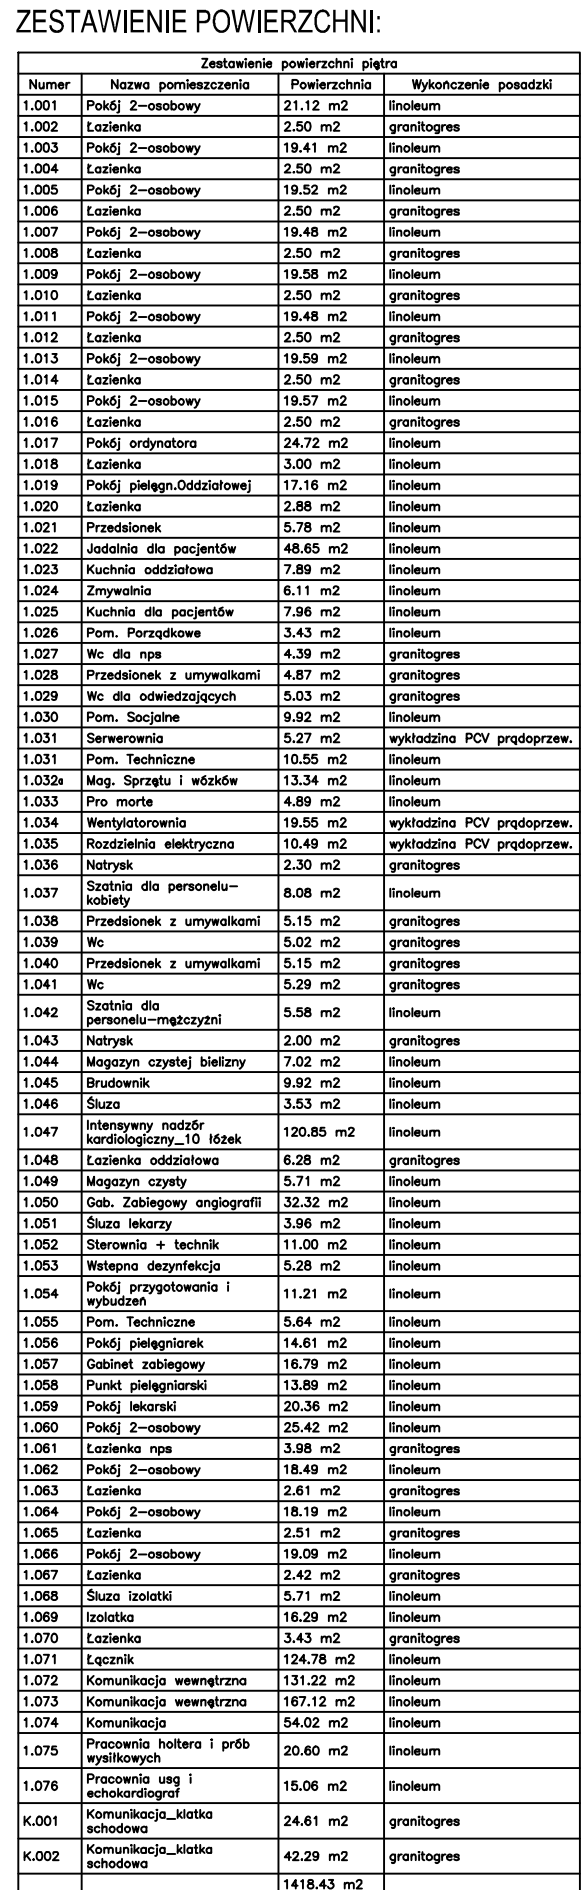 ZESTAWIENIE POWIERZCHNI:
Zestawienie powierzchni piętra
Numer Nazwa pomieszczenia Powierzchnia Wykończenie posadzki
1.001 Pokój 2-osobowy 21.12 m2 linoleum
1.002 Łazienka 2.50 m2 granitogres
1.003 Pokój 2-osobowy 19.41 m2 linoleum
1.004 Łazienka 2.50 m2 granitogres
1.005 Pokój 2-osobowy 19.52 m2 linoleum
1.006 Łazienka 2.50 m2 granitogres
1.007 Pokój 2-osobowy 19.48 m2 linoleum
1.008 Łazienka 2.50 m2 granitogres
1.009 Pokój 2-osobowy 19.58 m2 linoleum
1.010 Łazienka 2.50 m2 granitogres
1.011 Pokój 2-osobowy 19.48 m2 linoleum
1.012 Łazienka 2.50 m2 granitogres
1.013 Pokój 2-osobowy 19.59 m2 linoleum
1.014 Łazienka 2.50 m2 granitogres
1.015 Pokój 2-osobowy 19.57 m2 linoleum
1.016 Łazienka 2.50 m2 granitogres
1.017 Pokój ordynatora 24.72 m2 linoleum
1.018 Łazienka 3.00 m2 linoleum
1.019 Pokój pielęgn.Oddziałowej 17.16 m2 linoleum
1.020 Łazienka 2.88 m2 linoleum
1.021 Przedsionek 5.78 m2 linoleum
1.022 Jadalnia dla pacjentów 48.65 m2 linoleum
1.023 Kuchnia oddziałowa 7.89 m2 linoleum
1.024 Zmywalnia 6.11 m2 linoleum
1.025 Kuchnia dla pacjentów 7.96 m2 linoleum
1.026 Pom. Porządkowe 3.43 m2 linoleum
1.027 Wc dla nps 4.39 m2 granitogres
1.028 Przedsionek z umywalkami 4.87 m2 granitogres
1.029 Wc dla odwiedzających 5.03 m2 granitogres
1.030 Pom. Socjalne 9.92 m2 linoleum
1.031 Serwerownia 5.27 m2 wykładzina PCV prądoprzew.
1.031 Pom. Techniczne 10.55 m2 linoleum
1.032a Mag. Sprzętu i wózków 13.34 m2 linoleum
1.033 Pro morte 4.89 m2 linoleum
1.034 Wentylatorownia 19.55 m2 wykładzina PCV prądoprzew.
1.035 Rozdzielnia elektryczna 10.49 m2 wykładzina PCV prądoprzew.
1.036 Natrysk 2.30 m2 granitogres
1.037 Szatnia dla personelu-
kobiety 8.08 m2 linoleum
1.038 Przedsionek z umywalkami 5.15 m2 granitogres
1.039 Wc 5.02 m2 granitogres
1.040 Przedsionek z umywalkami 5.15 m2 granitogres
1.041 Wc 5.29 m2 granitogres
1.042 Szatnia dla
personelu-mężczyźni 5.58 m2 linoleum
1.043 Natrysk 2.00 m2 granitogres
1.044 Magazyn czystej bielizny 7.02 m2 linoleum
1.045 Brudownik 9.92 m2 linoleum
1.046 Śluza 3.53 m2 linoleum
1.047 Intensywny nadzór
kardiologiczny_10 łóżek 120.85 m2 linoleum
1.048 Łazienka oddziałowa 6.28 m2 granitogres
1.049 Magazyn czysty 5.71 m2 linoleum
1.050 Gab. Zabiegowy angiografii 32.32 m2 linoleum
1.051 Śluza lekarzy 3.96 m2 linoleum
1.052 Sterownia + technik 11.00 m2 linoleum
1.053 Wstepna dezynfekcja 5.28 m2 linoleum
1.054 Pokój przygotowania i
wybudzeń 11.21 m2 linoleum
1.055 Pom. Techniczne 5.64 m2 linoleum
1.056 Pokój pielęgniarek 14.61 m2 linoleum
1.057 Gabinet zabiegowy 16.79 m2 linoleum
1.058 Punkt pielęgniarski 13.89 m2 linoleum
1.059 Pokój lekarski 20.36 m2 linoleum
1.060 Pokój 2-osobowy 25.42 m2 linoleum
1.061 Łazienka nps 3.98 m2 granitogres
1.062 Pokój 2-osobowy 18.49 m2 linoleum
1.063 Łazienka 2.61 m2 granitogres
1.064 Pokój 2-osobowy 18.19 m2 linoleum
1.065 Łazienka 2.51 m2 granitogres
1.066 Pokój 2-osobowy 19.09 m2 linoleum
1.067 Łazienka 2.42 m2 granitogres
1.068 Śluza izolatki 5.71 m2 linoleum
1.069 Izolatka 16.29 m2 linoleum
1.070 Łazienka 3.43 m2 granitogres
1.071 Łącznik 124.78 m2 linoleum
1.072 Komunikacja wewnętrzna 131.22 m2 linoleum
1.073 Komunikacja wewnętrzna 167.12 m2 linoleum
1.074 Komunikacja 54.02 m2 linoleum
1.075 Pracownia holtera i prób
wysiłkowych 20.60 m2 linoleum
1.076 Pracownia usg i
echokardiograf 15.06 m2 linoleum
K.001 Komunikacja_klatka
schodowa 24.61 m2 granitogres
K.002 Komunikacja_klatka
schodowa 42.29 m2 granitogres
1418.43 m2